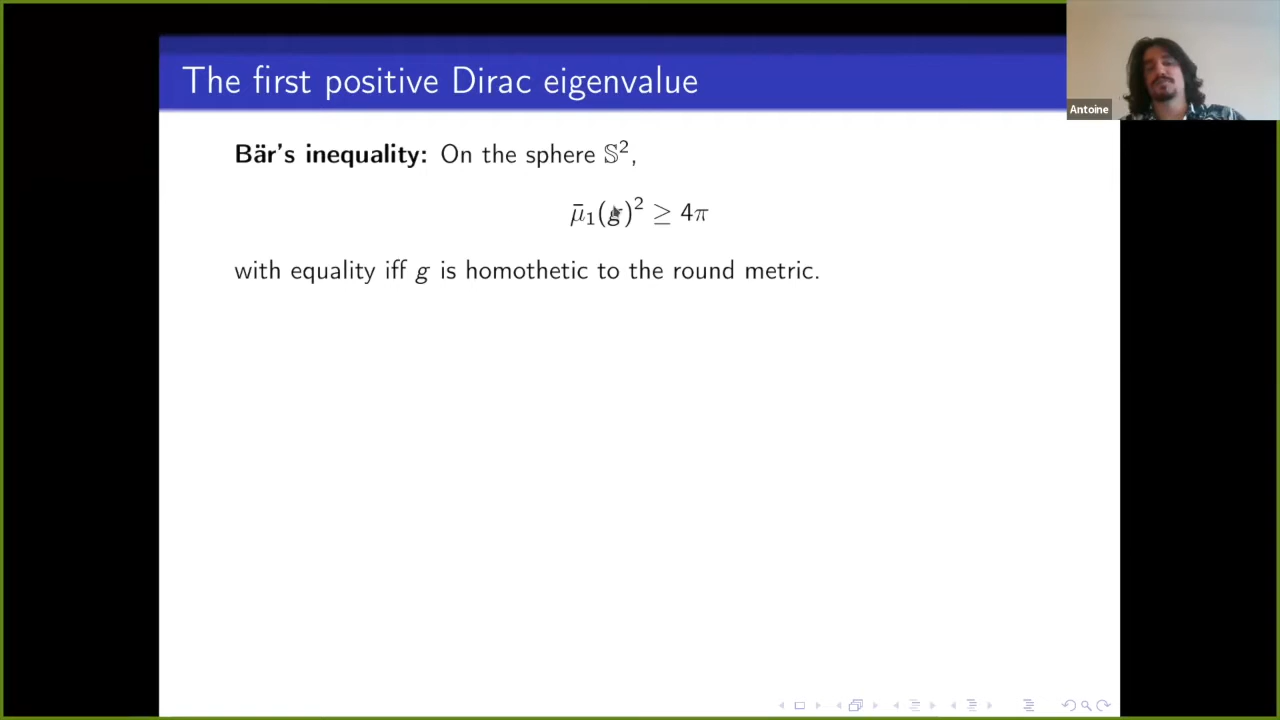 The first positive Dirac eigenvalue
Antoine
Bär's inequality: On the sphere 𝕊²,
μ̄₁(g)² ≥ 4π
with equality iff g is homothetic to the round metric.